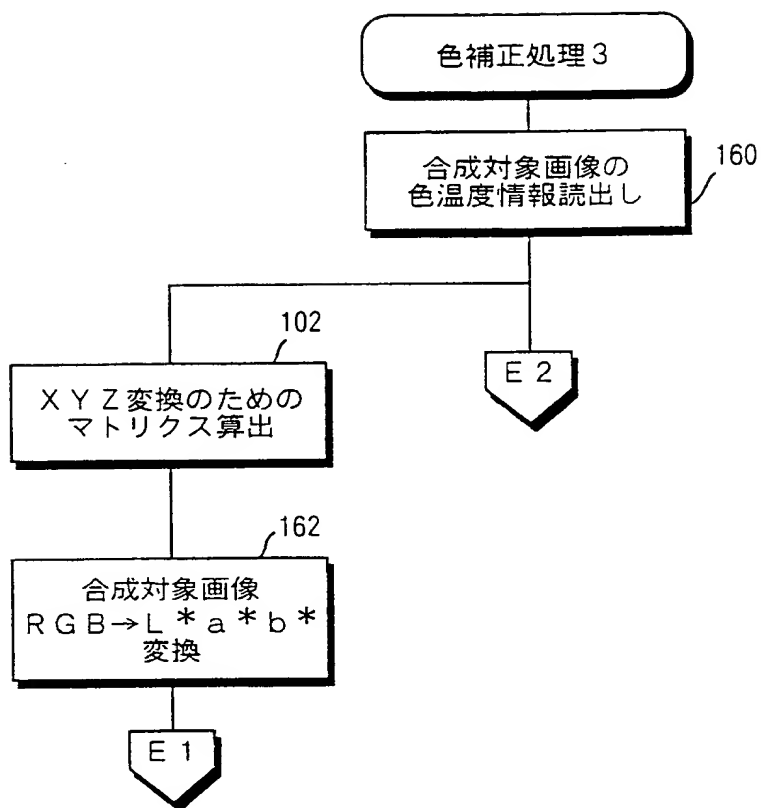 色補正処理3
合成対象画像の
色温度情報読出し
160
102
XYZ変換のための
マトリクス算出
E2
162
合成対象画像
RGB→L*a*b*
変換
E1